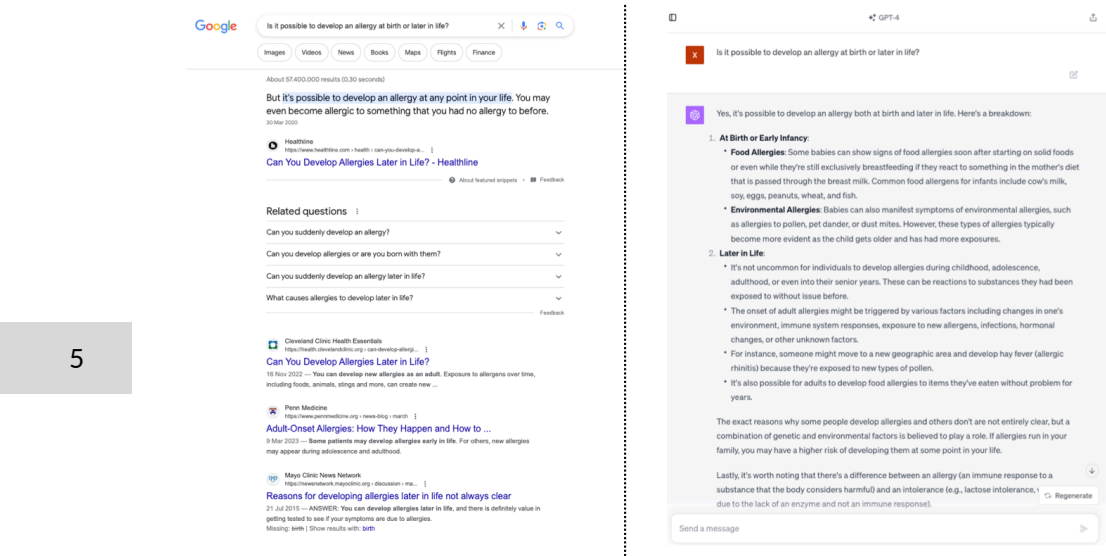 5
Google
Is it possible to develop an allergy at birth or later in life?
Images
Videos
News
Books
Maps
Flights
Finance
About 57.400.000 results (0,30 seconds)
But it's possible to develop an allergy at any point in your life. You may
even become allergic to something that you had no allergy to before.
30 Mar 2020
Healthline
https://www.healthline.com › health › can-you-develop-e...
Can You Develop Allergies Later in Life? - Healthline
About featured snippets • Feedback
Related questions
Can you suddenly develop an allergy?
Can you develop allergies or are you born with them?
Can you suddenly develop an allergy later in life?
What causes allergies to develop later in life?
Feedback
Cleveland Clinic Health Essentials
https://health.clevelandclinic.org › can-develop-allergi...
Can You Develop Allergies Later in Life?
16 Nov 2022 — You can develop new allergies as an adult. Exposure to allergens over time,
including foods, animals, stings and more, can create new ...
Penn Medicine
https://www.pennmedicine.org › news-blog › march
Adult-Onset Allergies: How They Happen and How to ...
9 Mar 2023 — Some patients may develop allergies early in life. For others, new allergies
may appear during adolescence and adulthood.
Mayo Clinic News Network
https://newsnetwork.mayoclinic.org › discussion › ma...
Reasons for developing allergies later in life not always clear
21 Jul 2015 — ANSWER: You can develop allergies later in life, and there is definitely value in
getting tested to see if your symptoms are due to allergies.
Missing: birth | Show results with: birth
GPT-4
X
Is it possible to develop an allergy at birth or later in life?
Yes, it's possible to develop an allergy both at birth and later in life. Here's a breakdown:
1. At Birth or Early Infancy:
• Food Allergies: Some babies can show signs of food allergies soon after starting on solid foods
or even while they're still exclusively breastfeeding if they react to something in the mother's diet
that is passed through the breast milk. Common food allergens for infants include cow's milk,
soy, eggs, peanuts, wheat, and fish.
• Environmental Allergies: Babies can also manifest symptoms of environmental allergies, such
as allergies to pollen, pet dander, or dust mites. However, these types of allergies typically
become more evident as the child gets older and has had more exposures.
2. Later in Life:
• It's not uncommon for individuals to develop allergies during childhood, adolescence,
adulthood, or even into their senior years. These can be reactions to substances they had been
exposed to without issue before.
• The onset of adult allergies might be triggered by various factors including changes in one's
environment, immune system responses, exposure to new allergens, infections, hormonal
changes, or other unknown factors.
• For instance, someone might move to a new geographic area and develop hay fever (allergic
rhinitis) because they're exposed to new types of pollen.
• It's also possible for adults to develop food allergies to items they've eaten without problem for
years.
The exact reasons why some people develop allergies and others don't are not entirely clear, but a
combination of genetic and environmental factors is believed to play a role. If allergies run in your
family, you may have a higher risk of developing them at some point in your life.
Lastly, it's worth noting that there's a difference between an allergy (an immune response to a
substance that the body considers harmful) and an intolerance (e.g., lactose intolerance,
due to the lack of an enzyme and not an immune response).
Regenerate
Send a message